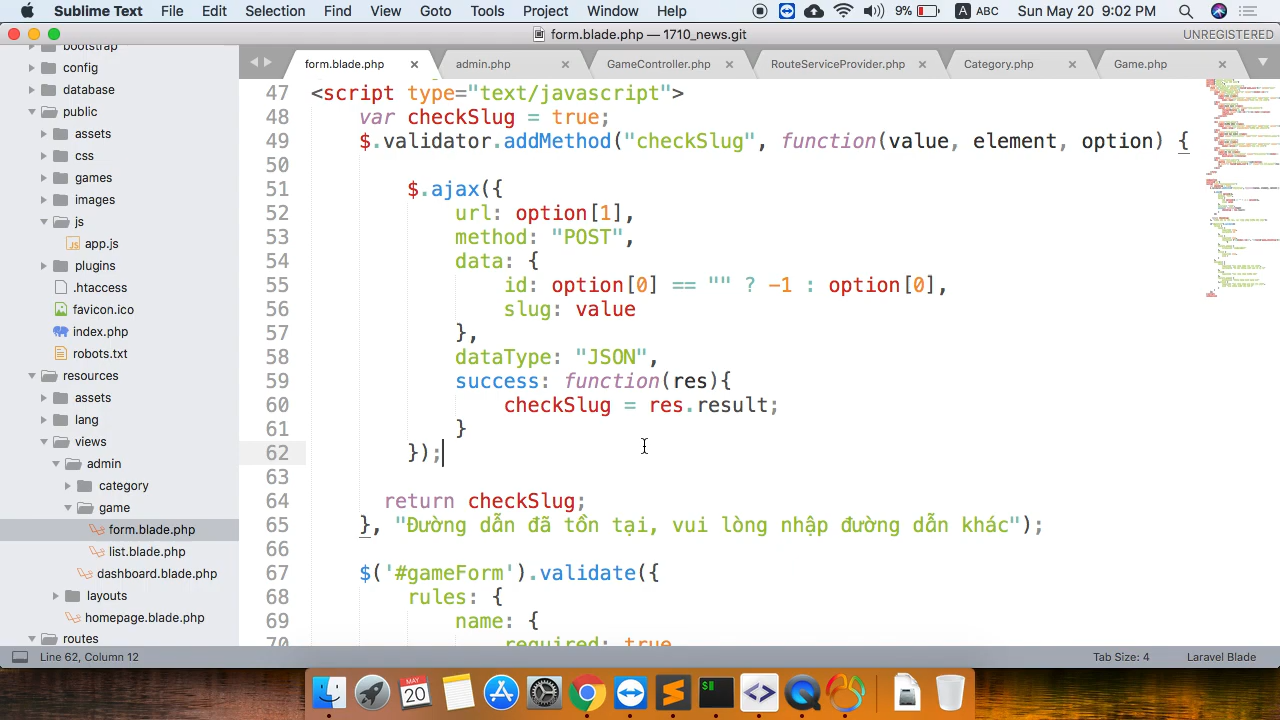 Sublime Text File Edit Selection Find View Goto Tools Project Window Help 9% A ABC Sun May 20 9:02 PM
form.blade.php — 1710_news.git UNREGISTERED
form.blade.php admin.php GameController.php RouteServiceProvider.php Category.php Game.php
bootstrap
config
database
public
assets
css
games
images
js
app.js
plugins
.htaccess
favicon.ico
index.php
robots.txt
resources
assets
lang
views
admin
category
game
form.blade.php
list.blade.php
dashboard.blade.php
layouts
homepage.blade.php
routes
47 <script type="text/javascript">
48 var checkSlug = true;
49 $.validator.addMethod("checkSlug", function(value, element, option) {
50
51 $.ajax({
52 url: option[1],
53 method: "POST",
54 data: {
55 id: option[0] == "" ? -1 : option[0],
56 slug: value
57 },
58 dataType: "JSON",
59 success: function(res){
60 checkSlug = res.result;
61 }
62 });
63
64 return checkSlug;
65 }, "Đường dẫn đã tồn tại, vui lòng nhập đường dẫn khác");
66
67 $('#gameForm').validate({
68 rules: {
69 name: {
70 required: true
Line 62, Column 12 Tab Size: 4 Laravel Blade
MAY
20